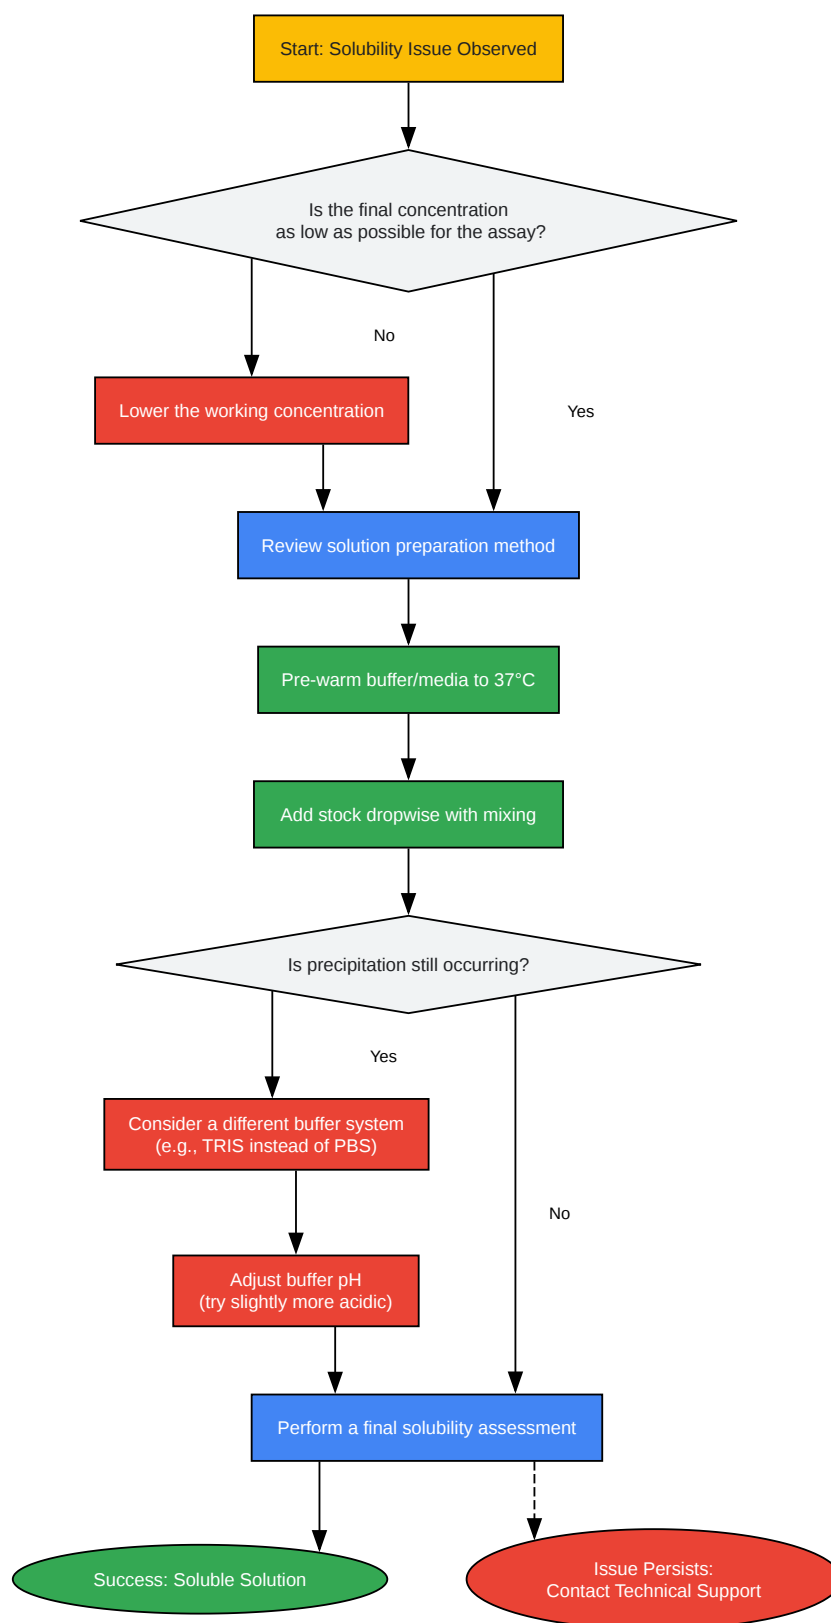 Start: Solubility Issue Observed
Is the final concentration
as low as possible for the assay?
No
Lower the working concentration
Yes
Review solution preparation method
Pre-warm buffer/media to 37°C
Add stock dropwise with mixing
Is precipitation still occurring?
Yes
Consider a different buffer system
(e.g., TRIS instead of PBS)
No
Adjust buffer pH
(try slightly more acidic)
Perform a final solubility assessment
Success: Soluble Solution
Issue Persists:
Contact Technical Support